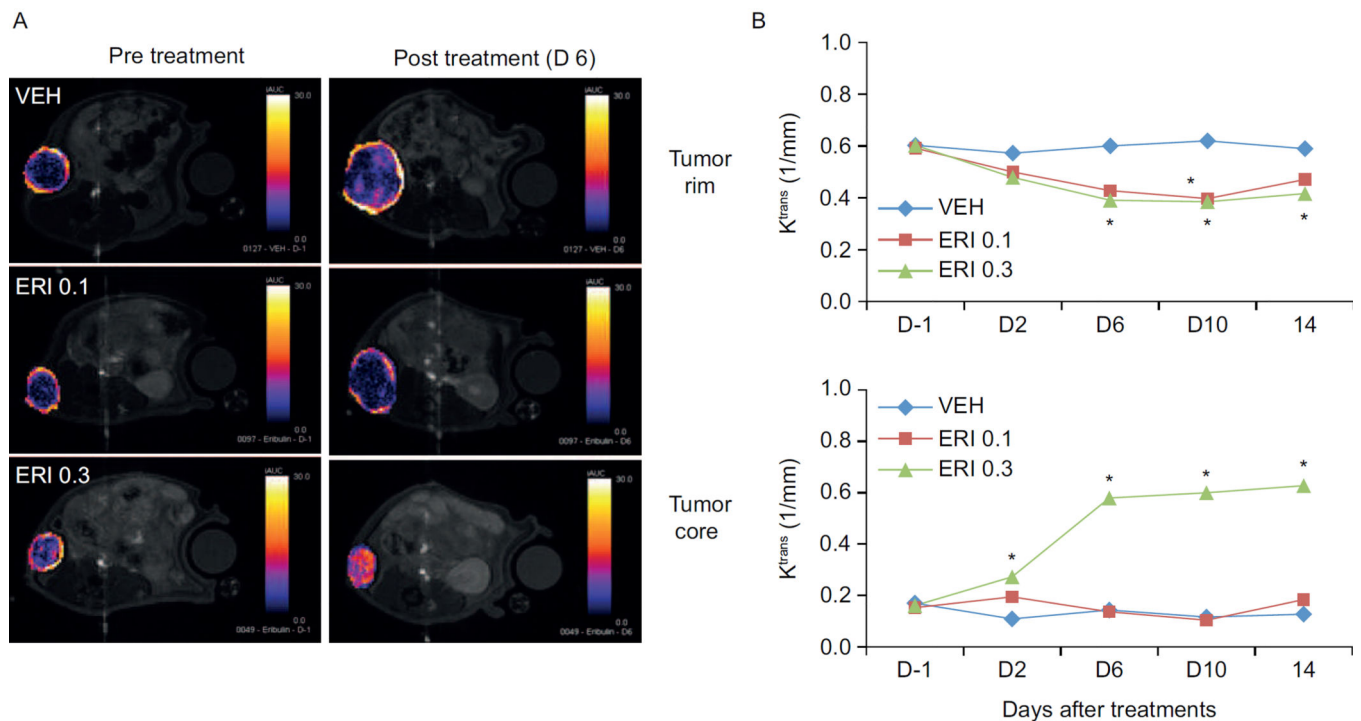 A
Pre treatment
Post treatment (D 6)
VEH
iAUC
30.0
0.0
0127 - VEH - D-1
iAUC
30.0
0.0
0127 - VEH - D6
ERI 0.1
iAUC
30.0
0.0
0097 - Eribulin - D-1
iAUC
30.0
0.0
0097 - Eribulin - D6
ERI 0.3
iAUC
30.0
0.0
0049 - Eribulin - D-1
iAUC
30.0
0.0
0049 - Eribulin - D6
Tumor
rim
Tumor
core
B
1.0
0.8
0.6
0.4
0.2
0.0
Ktrans (1/mm)
VEH
ERI 0.1
ERI 0.3
*
*
*
*
D-1 D2 D6 D10 14
1.0
0.8
0.6
0.4
0.2
0.0
Ktrans (1/mm)
VEH
ERI 0.1
ERI 0.3
*
*
*
*
D-1 D2 D6 D10 14
Days after treatments